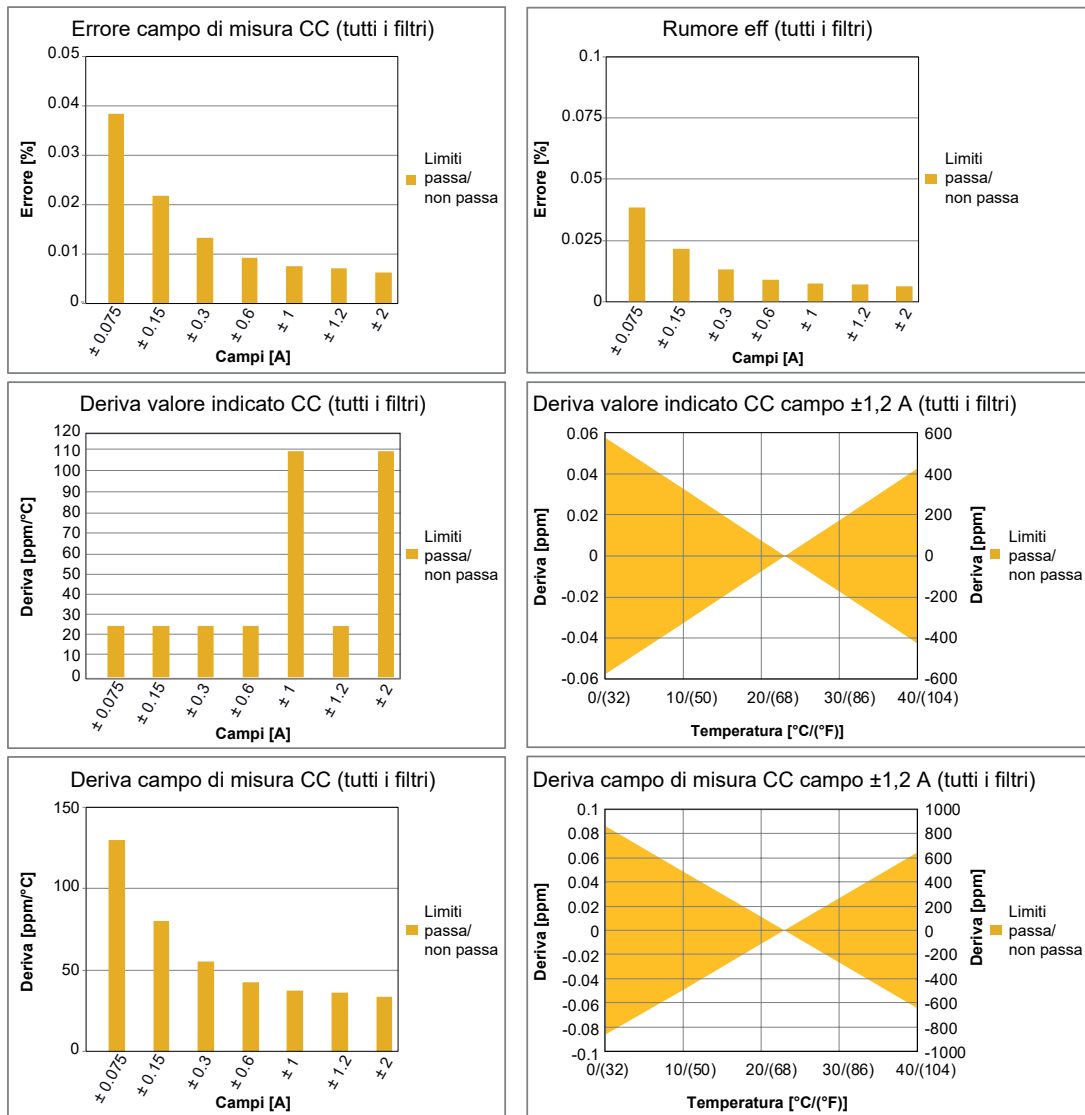 Errore campo di misura CC (tutti i filtri)
0.05
0.04
0.03
0.02
0.01
0
Errore [%]
± 0.075
± 0.15
± 0.3
± 0.6
± 1
± 1.2
± 2
Campi [A]
Limiti
passa/
non passa
Rumore eff (tutti i filtri)
0.1
0.075
0.05
0.025
0
Errore [%]
± 0.075
± 0.15
± 0.3
± 0.6
± 1
± 1.2
± 2
Campi [A]
Limiti
passa/
non passa
Deriva valore indicato CC (tutti i filtri)
120
110
100
90
80
70
60
50
40
30
20
10
0
Deriva [ppm/°C]
± 0.075
± 0.15
± 0.3
± 0.6
± 1
± 1.2
± 2
Campi [A]
Limiti
passa/
non passa
Deriva valore indicato CC campo ±1,2 A (tutti i filtri)
0.06
0.04
0.02
0
-0.02
-0.04
-0.06
Deriva [ppm]
600
400
200
0
-200
-400
-600
Deriva [ppm]
0/(32)
10/(50)
20/(68)
30/(86)
40/(104)
Temperatura [°C/(°F)]
Limiti
passa/
non passa
Deriva campo di misura CC (tutti i filtri)
150
100
50
0
Deriva [ppm/°C]
± 0.075
± 0.15
± 0.3
± 0.6
± 1
± 1.2
± 2
Campi [A]
Limiti
passa/
non passa
Deriva campo di misura CC campo ±1,2 A (tutti i filtri)
0.1
0.08
0.06
0.04
0.02
0
-0.02
-0.04
-0.06
-0.08
-0.1
Deriva [ppm]
1000
800
600
400
200
0
-200
-400
-600
-800
-1000
Deriva [ppm]
0/(32)
10/(50)
20/(68)
30/(86)
40/(104)
Temperatura [°C/(°F)]
Limiti
passa/
non passa